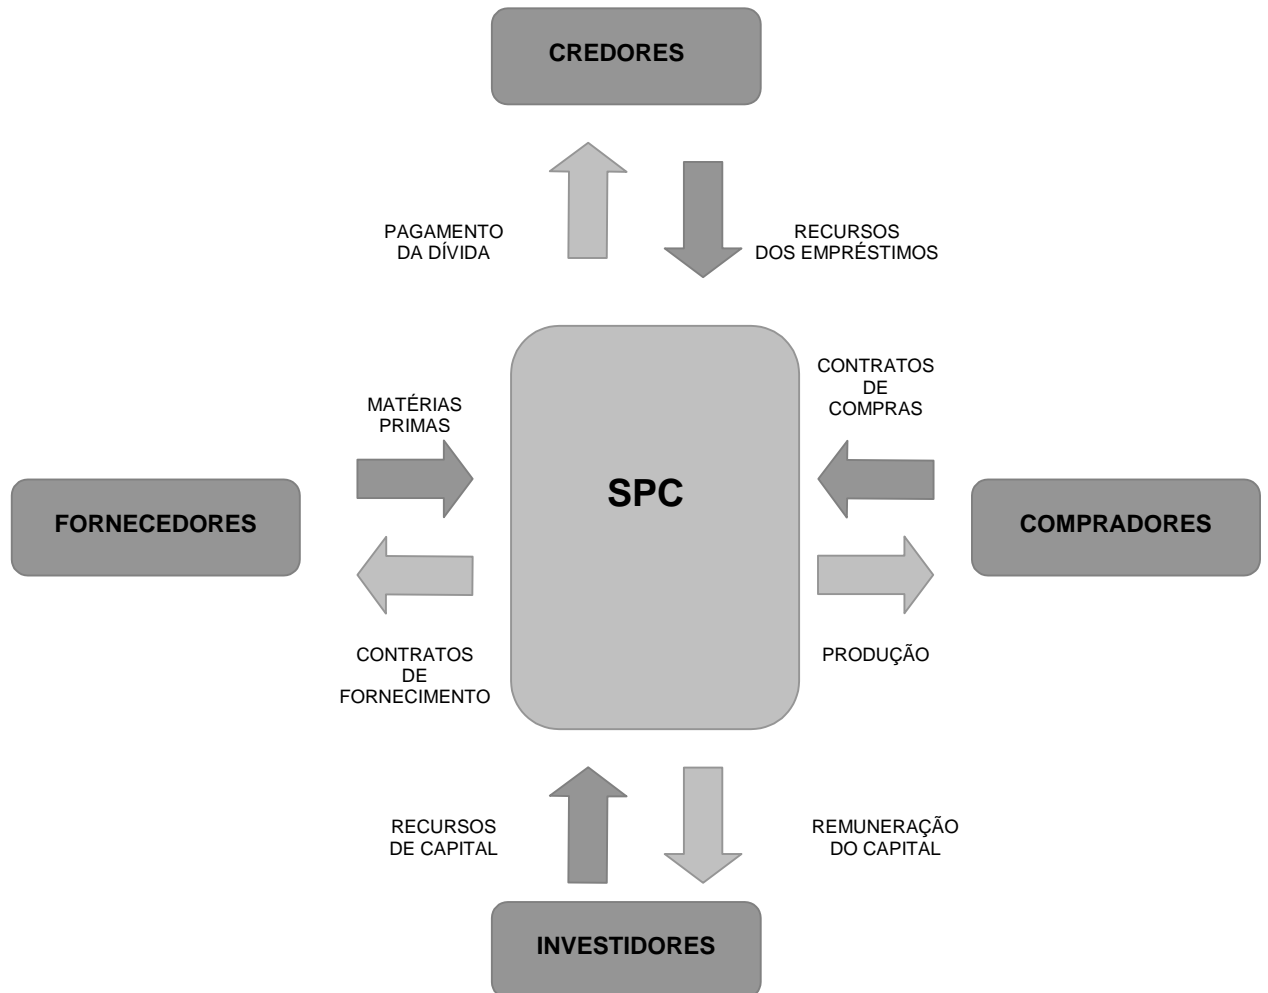 CREDORES
PAGAMENTO
DA DÍVIDA
RECURSOS
DOS EMPRÉSTIMOS
CONTRATOS
DE
COMPRAS
MATÉRIAS
PRIMAS
SPC
FORNECEDORES
COMPRADORES
CONTRATOS
DE
FORNECIMENTO
PRODUÇÃO
RECURSOS
DE CAPITAL
REMUNERAÇÃO
DO CAPITAL
INVESTIDORES